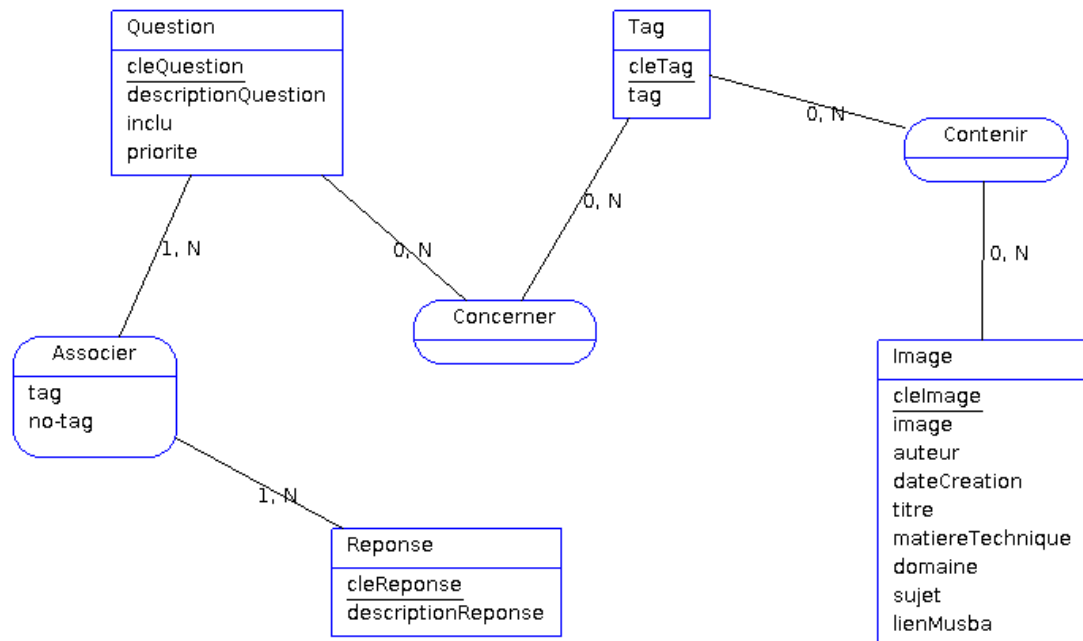 Question
cleQuestion
descriptionQuestion
inclu
priorite
Tag
cleTag
tag
0, N
Contenir
0, N
1, N
0, N
0, N
Concerner
Associer
tag
no-tag
1, N
Reponse
cleReponse
descriptionReponse
Image
cleImage
image
auteur
dateCreation
titre
matiereTechnique
domaine
sujet
lienMusba